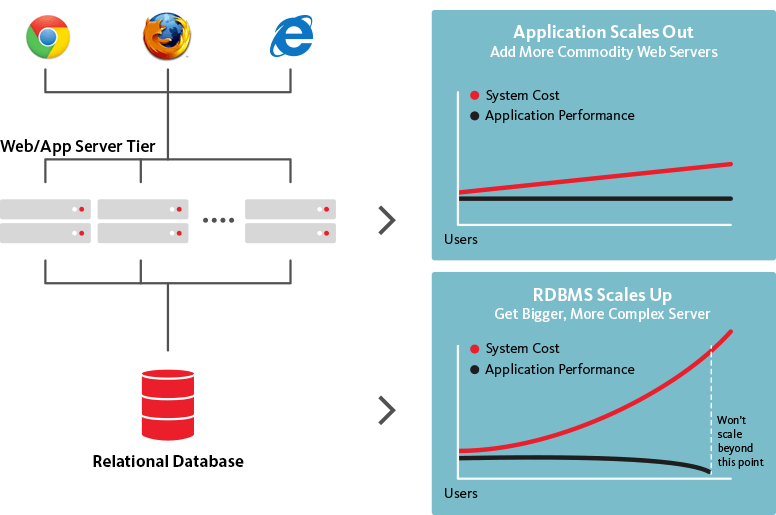 Web/App Server Tier
Relational Database
Application Scales Out
Add More Commodity Web Servers
System Cost
Application Performance
Users
RDBMS Scales Up
Get Bigger, More Complex Server
System Cost
Application Performance
Won't
scale
beyond
this point
Users